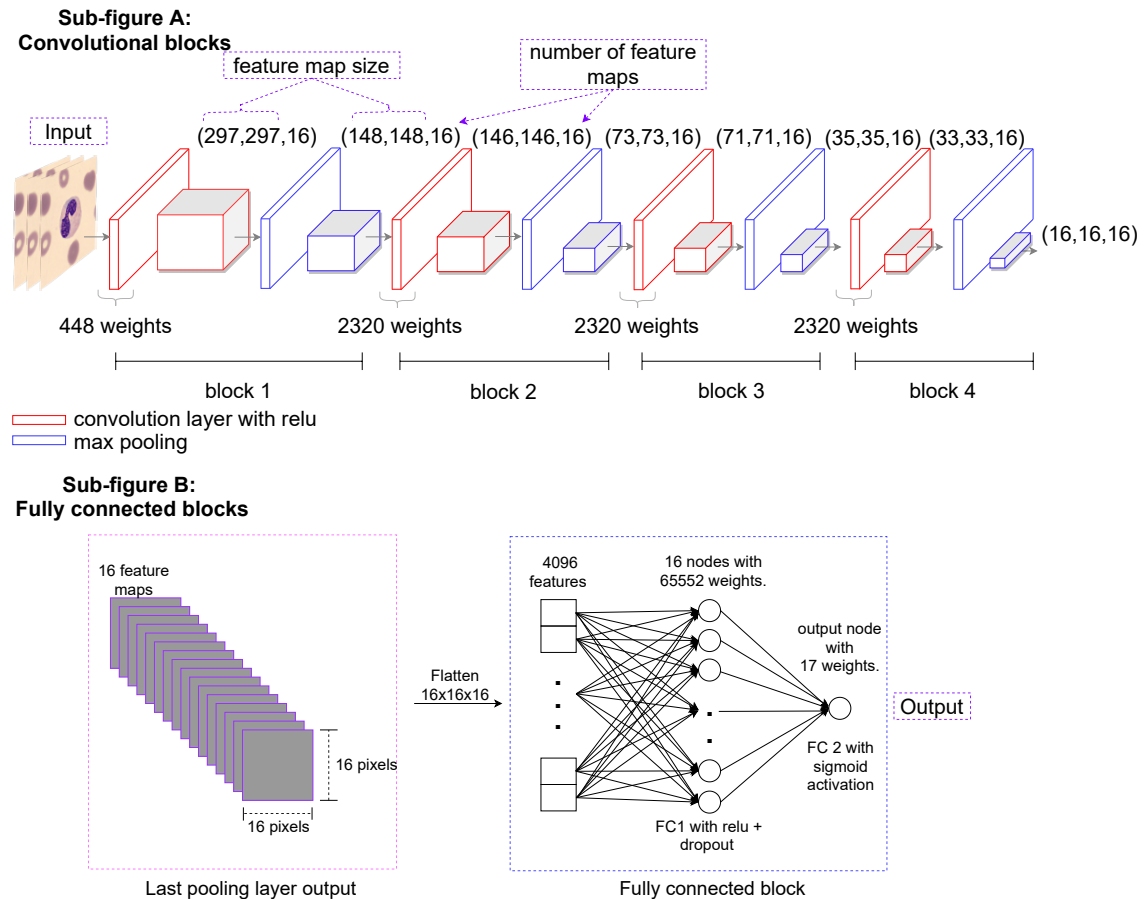 Sub-figure A:
Convolutional blocks
feature map size
number of feature
maps
Input
(297,297,16)
(148,148,16)
(146,146,16)
(73,73,16)
(71,71,16)
(35,35,16)
(33,33,16)
(16,16,16)
448 weights
2320 weights
2320 weights
2320 weights
block 1
block 2
block 3
block 4
convolution layer with relu
max pooling
Sub-figure B:
Fully connected blocks
16 feature
maps
16 pixels
16 pixels
Last pooling layer output
Flatten
16x16x16
4096
features
16 nodes with
65552 weights.
output node
with
17 weights.
Output
FC 2 with
sigmoid
activation
FC1 with relu +
dropout
Fully connected block